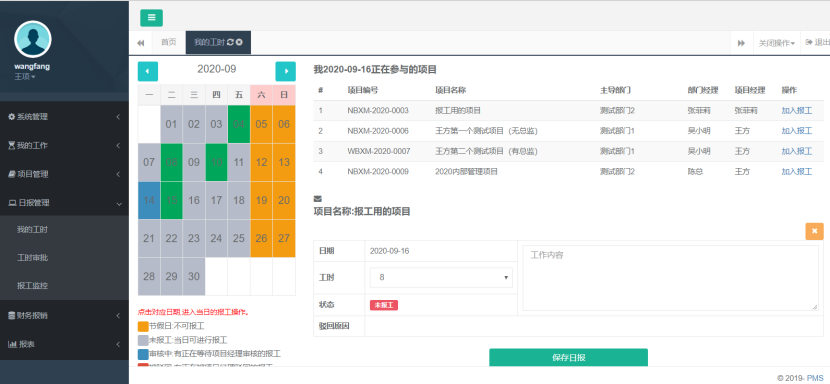 wangfang
王项
系统管理
我的工作
项目管理
日报管理
我的工时
工时审批
报工监控
财务报销
报表
首页
我的工时
关闭操作
退出
2020-09
一 二 三 四 五 六 日
01 02 03 04 05 06
07 08 09 10 11 12 13
14 15 16 17 18 19 20
21 22 23 24 25 26 27
28 29 30
点击对应日期,进入当日的报工操作。
节假日:不可报工
未报工:当日可进行报工
审核中:有正在等待项目经理审核的报工
我2020-09-16正在参与的项目
# 项目编号 项目名称 主导部门 部门经理 项目经理 操作
1 NBXM-2020-0003 报工用的项目 测试部门2 张菲莉 张菲莉 加入报工
2 NBXM-2020-0006 王方第一个测试项目（无总监） 测试部门1 吴小明 王方 加入报工
3 WBXM-2020-0007 王方第二个测试项目（有总监） 测试部门1 吴小明 王方 加入报工
4 NBXM-2020-0009 2020内部管理项目 测试部门2 陈总 王方 加入报工
项目名称:报工用的项目
日期 2020-09-16
工作内容
工时 8
状态 未报工
驳回原因
保存日报
© 2019- PMS